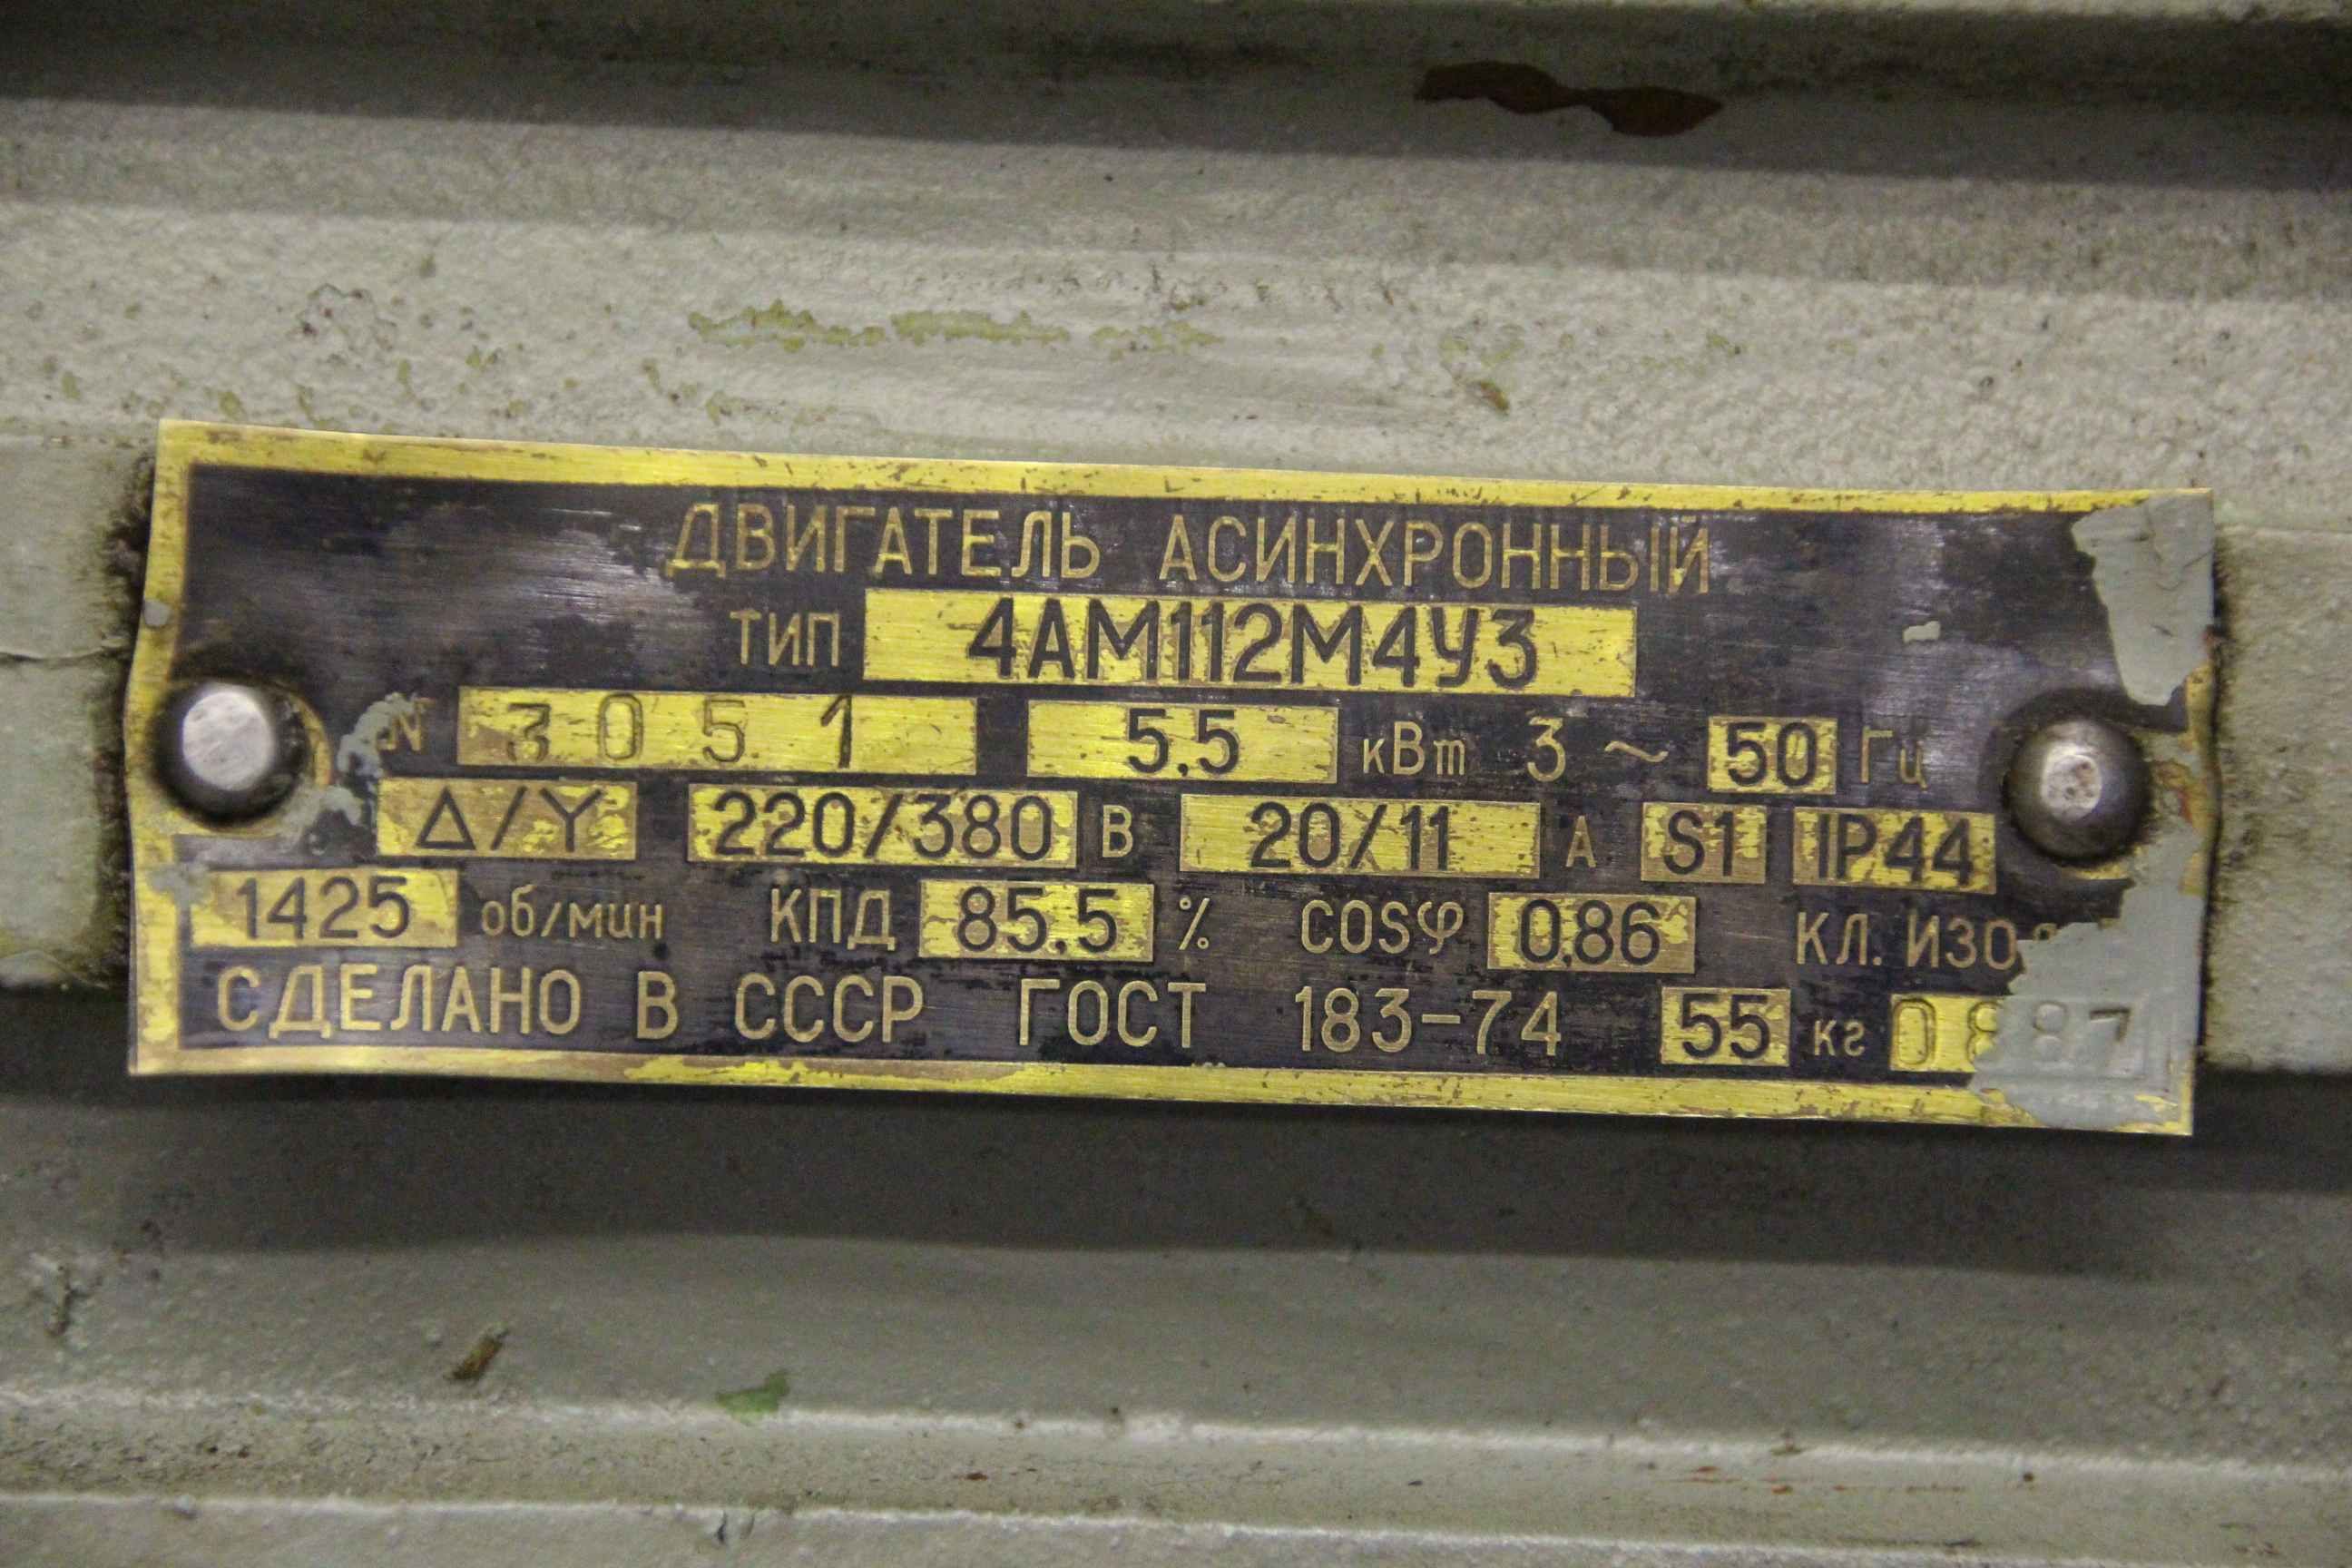 ДВИГАТЕЛЬ АСИНХРОННЫЙ
ТИП 4АМ112М4У3
№ 3051 5,5 кВт 3 ~ 50 Гц
Δ/Y 220/380 В 20/11 А S1 IP44
1425 об/мин КПД 85,5 % COSφ 0,86 КЛ.
СДЕЛАНО В СССР ГОСТ 183-74 55 кг